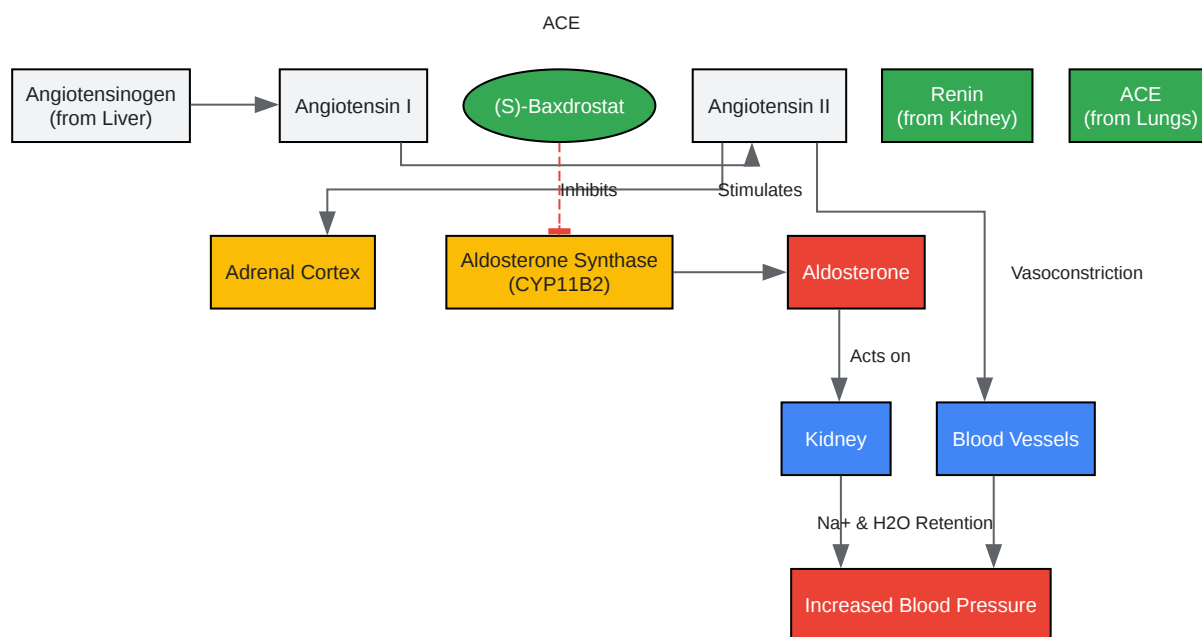 ACE
Angiotensinogen
(from Liver)
Angiotensin I
(S)-Baxdrostat
Angiotensin II
Renin
(from Kidney)
ACE
(from Lungs)
Inhibits
Stimulates
Adrenal Cortex
Aldosterone Synthase
(CYP11B2)
Aldosterone
Vasoconstriction
Acts on
Kidney
Blood Vessels
Na+ & H2O Retention
Increased Blood Pressure